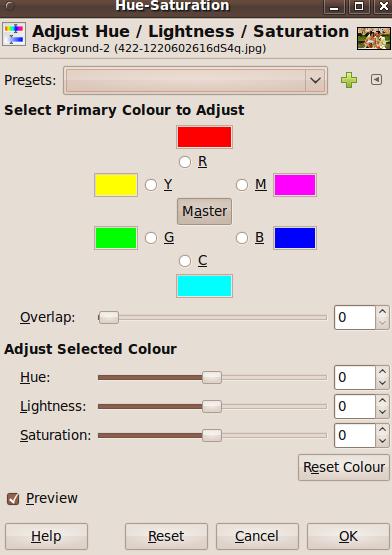 Hue-Saturation
Adjust Hue / Lightness / Saturation
Background-2 (422-1220602616dS4q.jpg)
Presets:
Select Primary Colour to Adjust
R
Y M
Master
G B
C
Overlap: 0
Adjust Selected Colour
Hue: 0
Lightness: 0
Saturation: 0
Reset Colour
Preview
Help Reset Cancel OK